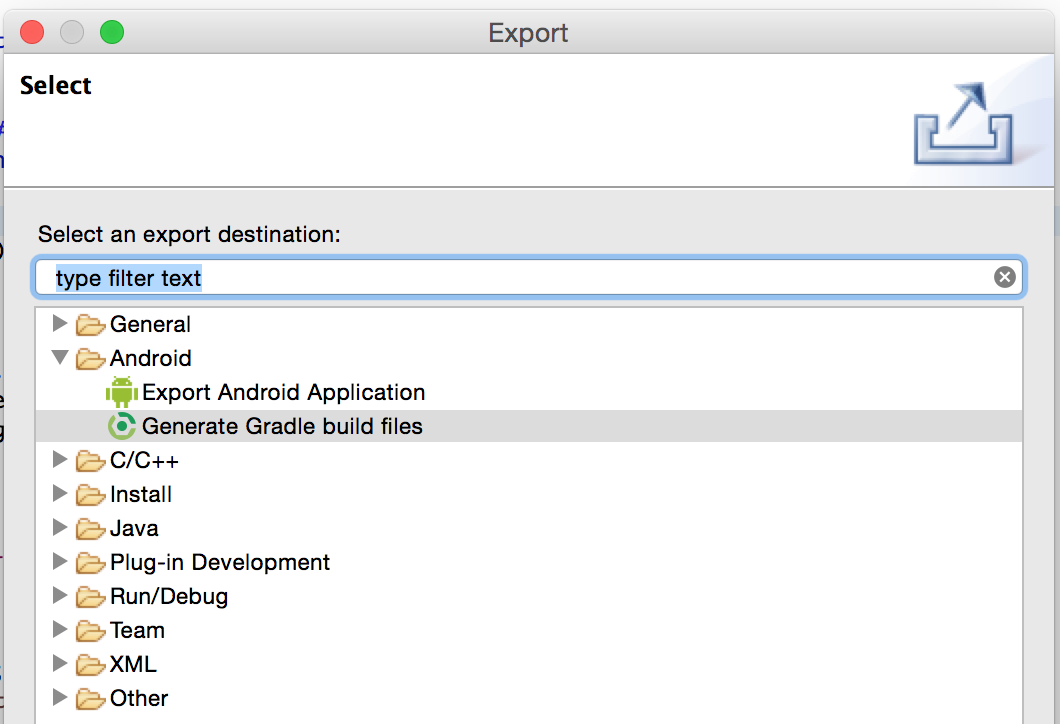 Export
Select
Select an export destination:
type filter text
General
Android
Export Android Application
Generate Gradle build files
C/C++
Install
Java
Plug-in Development
Run/Debug
Team
XML
Other